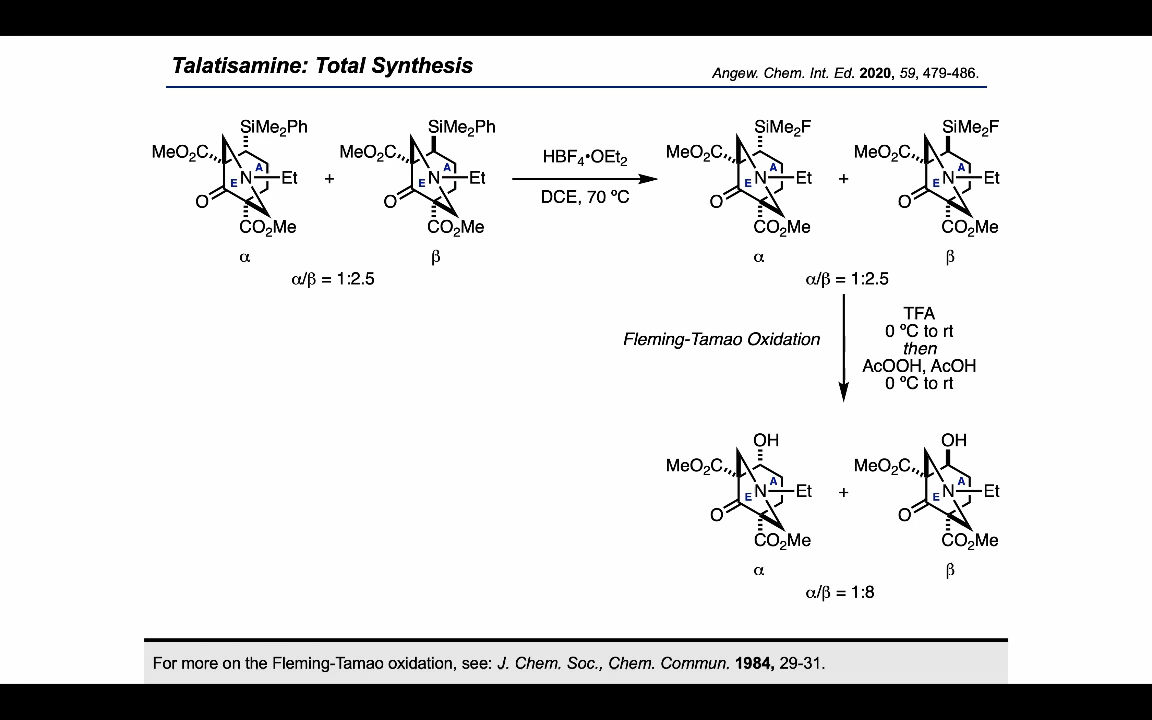 Talatisamine: Total Synthesis
Angew. Chem. Int. Ed. 2020, 59, 479-486.
SiMe₂Ph
MeO₂C
A
E
N
Et
O
CO₂Me
α
+
SiMe₂Ph
MeO₂C
A
E
N
Et
O
CO₂Me
β
α/β = 1:2.5
HBF₄•OEt₂
DCE, 70 ºC
SiMe₂F
MeO₂C
A
E
N
Et
O
CO₂Me
α
+
SiMe₂F
MeO₂C
A
E
N
Et
O
CO₂Me
β
α/β = 1:2.5
Fleming-Tamao Oxidation
TFA
0 ºC to rt
then
AcOOH, AcOH
0 ºC to rt
OH
MeO₂C
A
E
N
Et
O
CO₂Me
α
+
OH
MeO₂C
A
E
N
Et
O
CO₂Me
β
α/β = 1:8
For more on the Fleming-Tamao oxidation, see: J. Chem. Soc., Chem. Commun. 1984, 29-31.